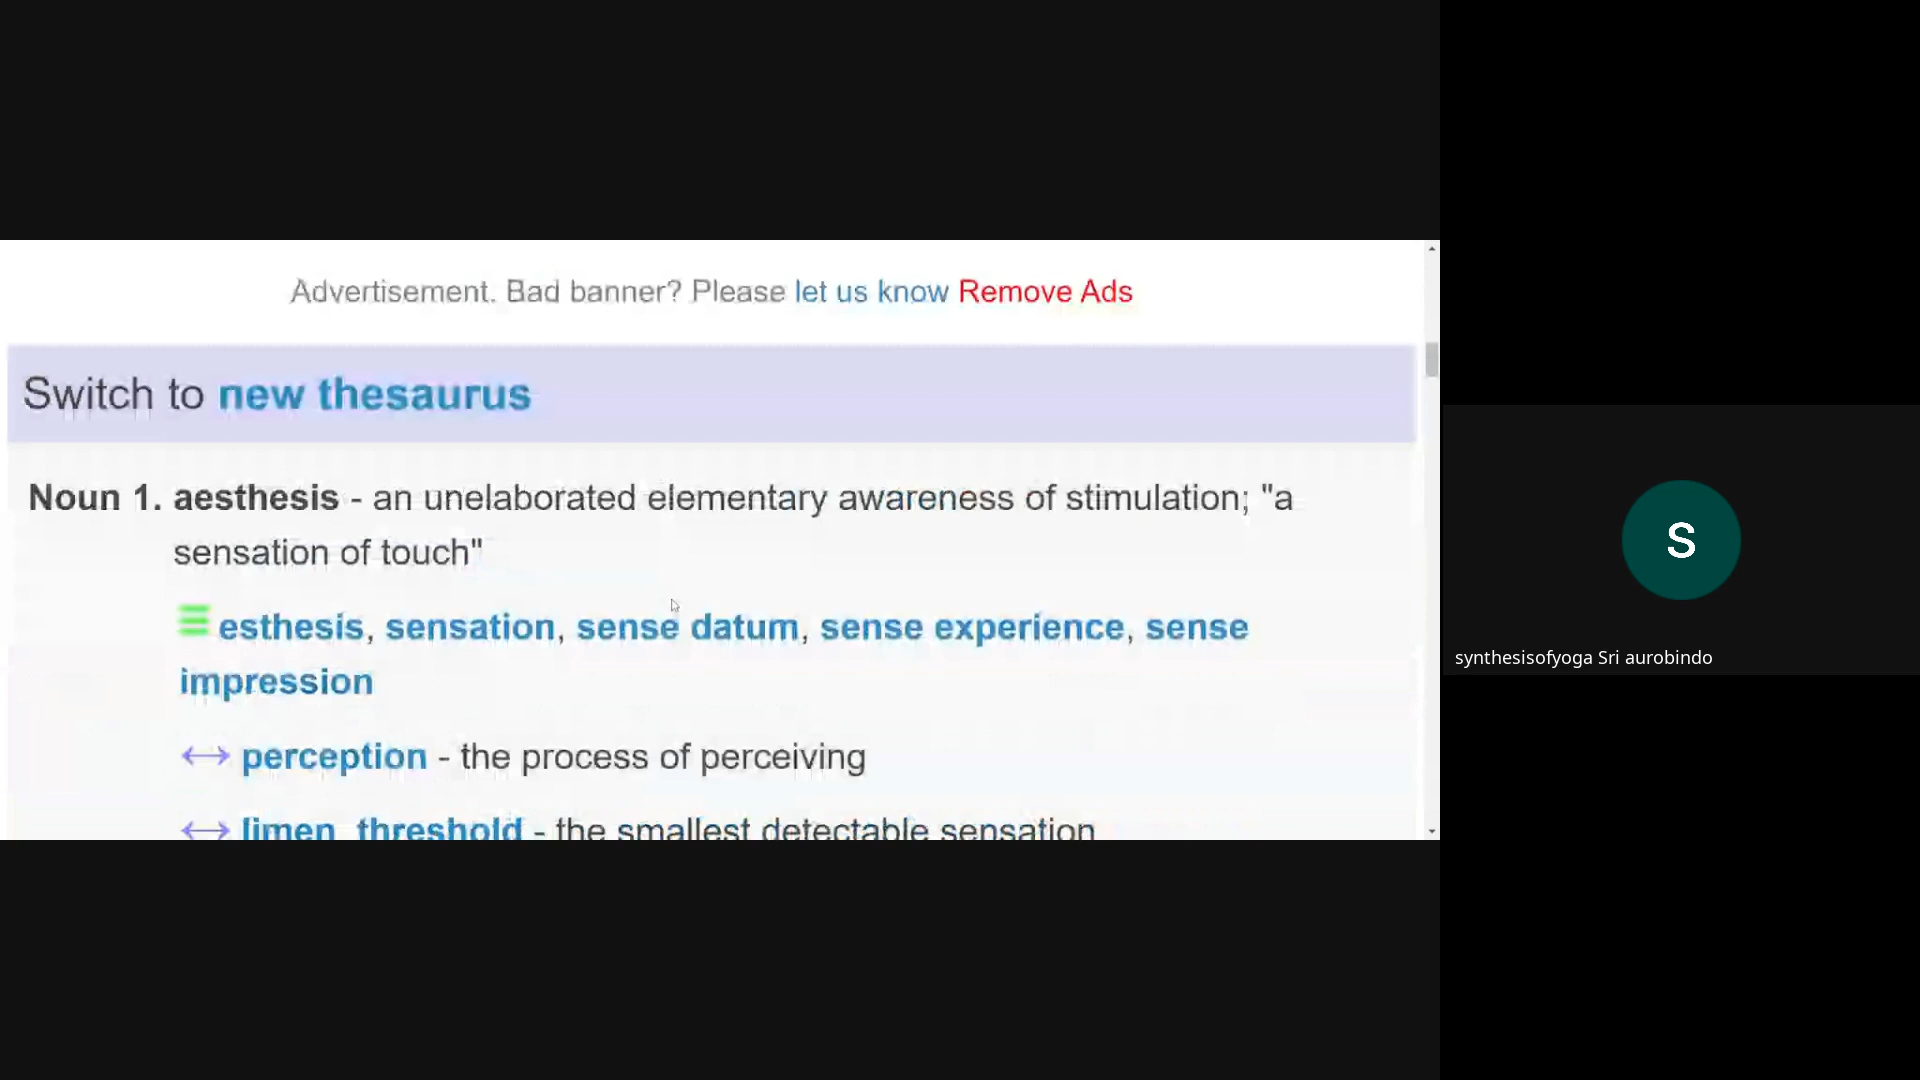 Advertisement. Bad banner? Please let us know Remove Ads
Switch to new thesaurus
Noun 1. aesthesis - an unelaborated elementary awareness of stimulation; "a
sensation of touch"
esthesis, sensation, sense datum, sense experience, sense
impression
perception - the process of perceiving
limen, threshold - the smallest detectable sensation
S
synthesisofyoga Sri aurobindo